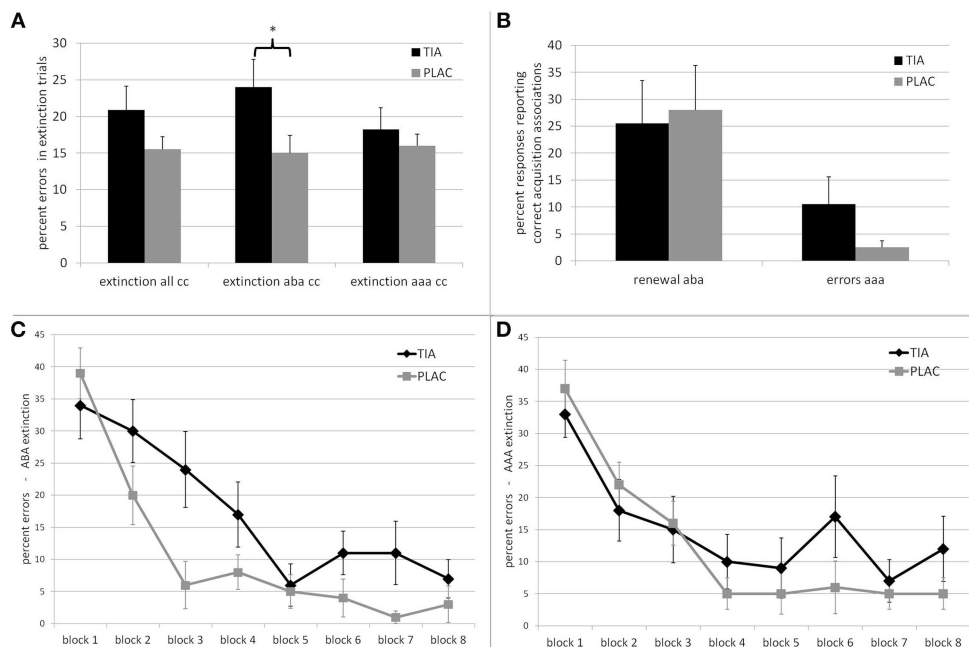 A
percent errors in extinction trials
30
25
20
15
10
5
0
*
TIA
PLAC
extinction all cc
extinction aba cc
extinction aaa cc
B
percent responses reporting
correct acquisition associations
40
35
30
25
20
15
10
5
0
TIA
PLAC
renewal aba
errors aaa
C
percent errors - ABA extinction
45
40
35
30
25
20
15
10
5
0
TIA
PLAC
block 1
block 2
block 3
block 4
block 5
block 6
block 7
block 8
D
percent errors - AAA extinction
45
40
35
30
25
20
15
10
5
0
TIA
PLAC
block 1
block 2
block 3
block 4
block 5
block 6
block 7
block 8